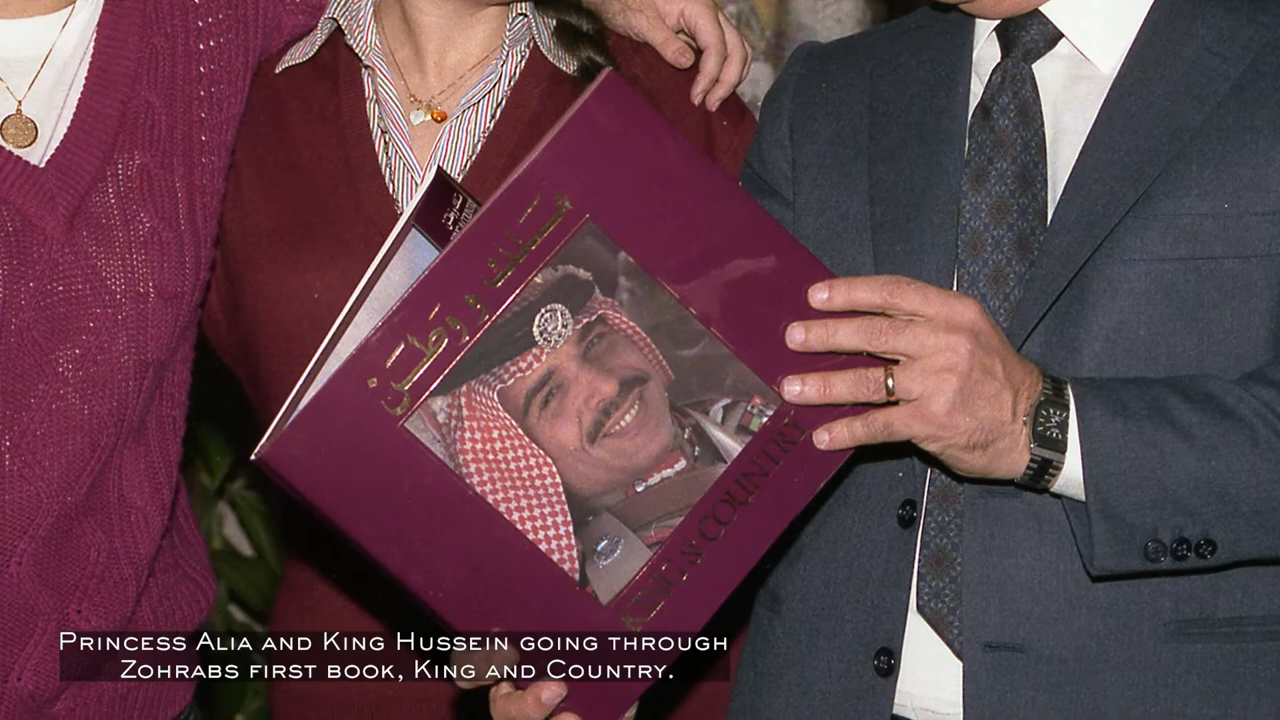 ملك و وطن
KING & COUNTRY
PRINCESS ALIA AND KING HUSSEIN GOING THROUGH
ZOHRABS FIRST BOOK, KING AND COUNTRY.